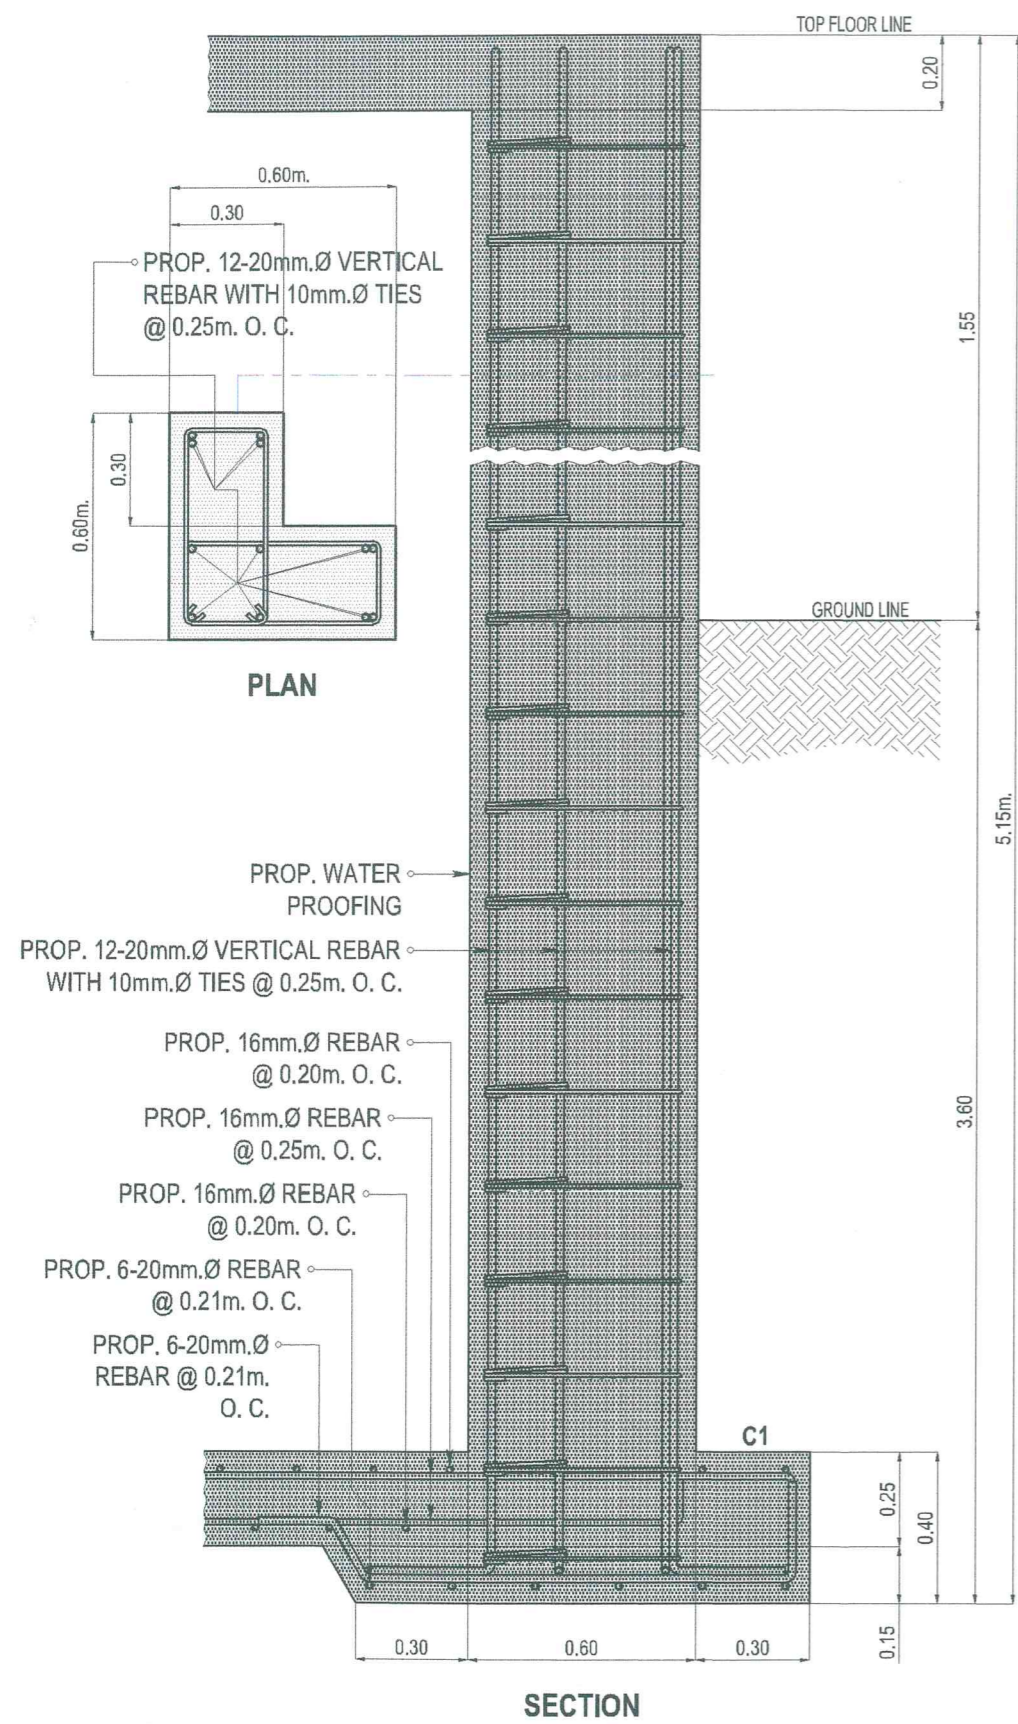 TOP FLOOR LINE
0.20
0.60m.
0.30
PROP. 12-20mm.Ø VERTICAL
REBAR WITH 10mm.Ø TIES
@ 0.25m. O. C.
1.55
0.30
0.60m.
GROUND LINE
PLAN
5.15m.
PROP. WATER
PROOFING
PROP. 12-20mm.Ø VERTICAL REBAR
WITH 10mm.Ø TIES @ 0.25m. O. C.
PROP. 16mm.Ø REBAR
@ 0.20m. O. C.
3.60
PROP. 16mm.Ø REBAR
@ 0.25m. O. C.
PROP. 16mm.Ø REBAR
@ 0.20m. O. C.
PROP. 6-20mm.Ø REBAR
@ 0.21m. O. C.
PROP. 6-20mm.Ø
REBAR @ 0.21m.
O. C.
C1
0.25
0.40
0.15
0.30
0.60
0.30
SECTION